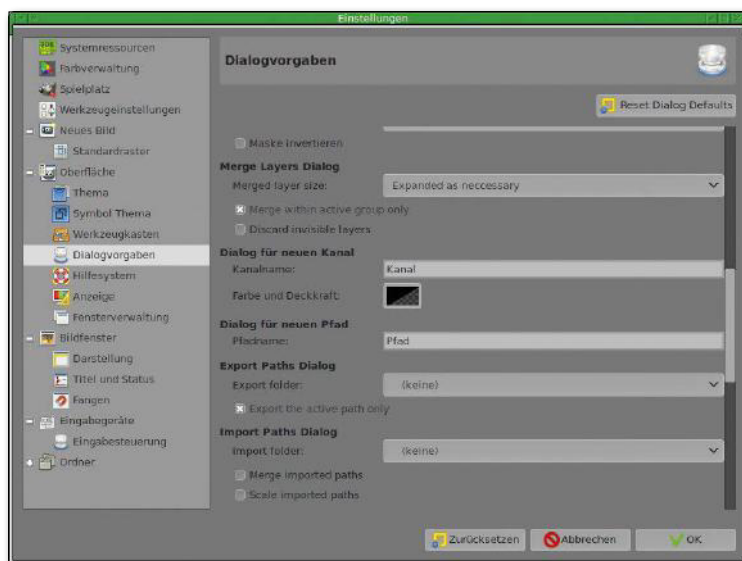 Einstellungen
Systemressourcen
Farbverwaltung
Spielplatz
Werkzeugeinstellungen
Neues Bild
Standardraster
Oberfläche
Thema
Symbol Thema
Werkzeugkasten
Dialogvorgaben
Hilfesystem
Anzeige
Fensterverwaltung
Bildfenster
Darstellung
Titel und Status
Fangen
Eingabegeräte
Eingabesteuerung
Ordner
Dialogvorgaben
Reset Dialog Defaults
Maske invertieren
Merge Layers Dialog
Merged layer size: Expanded as neccessary
Merge within active group only
Discard invisible layers
Dialog für neuen Kanal
Kanalname: Kanal
Farbe und Deckkraft:
Dialog für neuen Pfad
Pfadname: Pfad
Export Paths Dialog
Export folder: (keine)
Export the active path only
Import Paths Dialog
Import folder: (keine)
Merge imported paths
Scale imported paths
Zurücksetzen Abbrechen OK